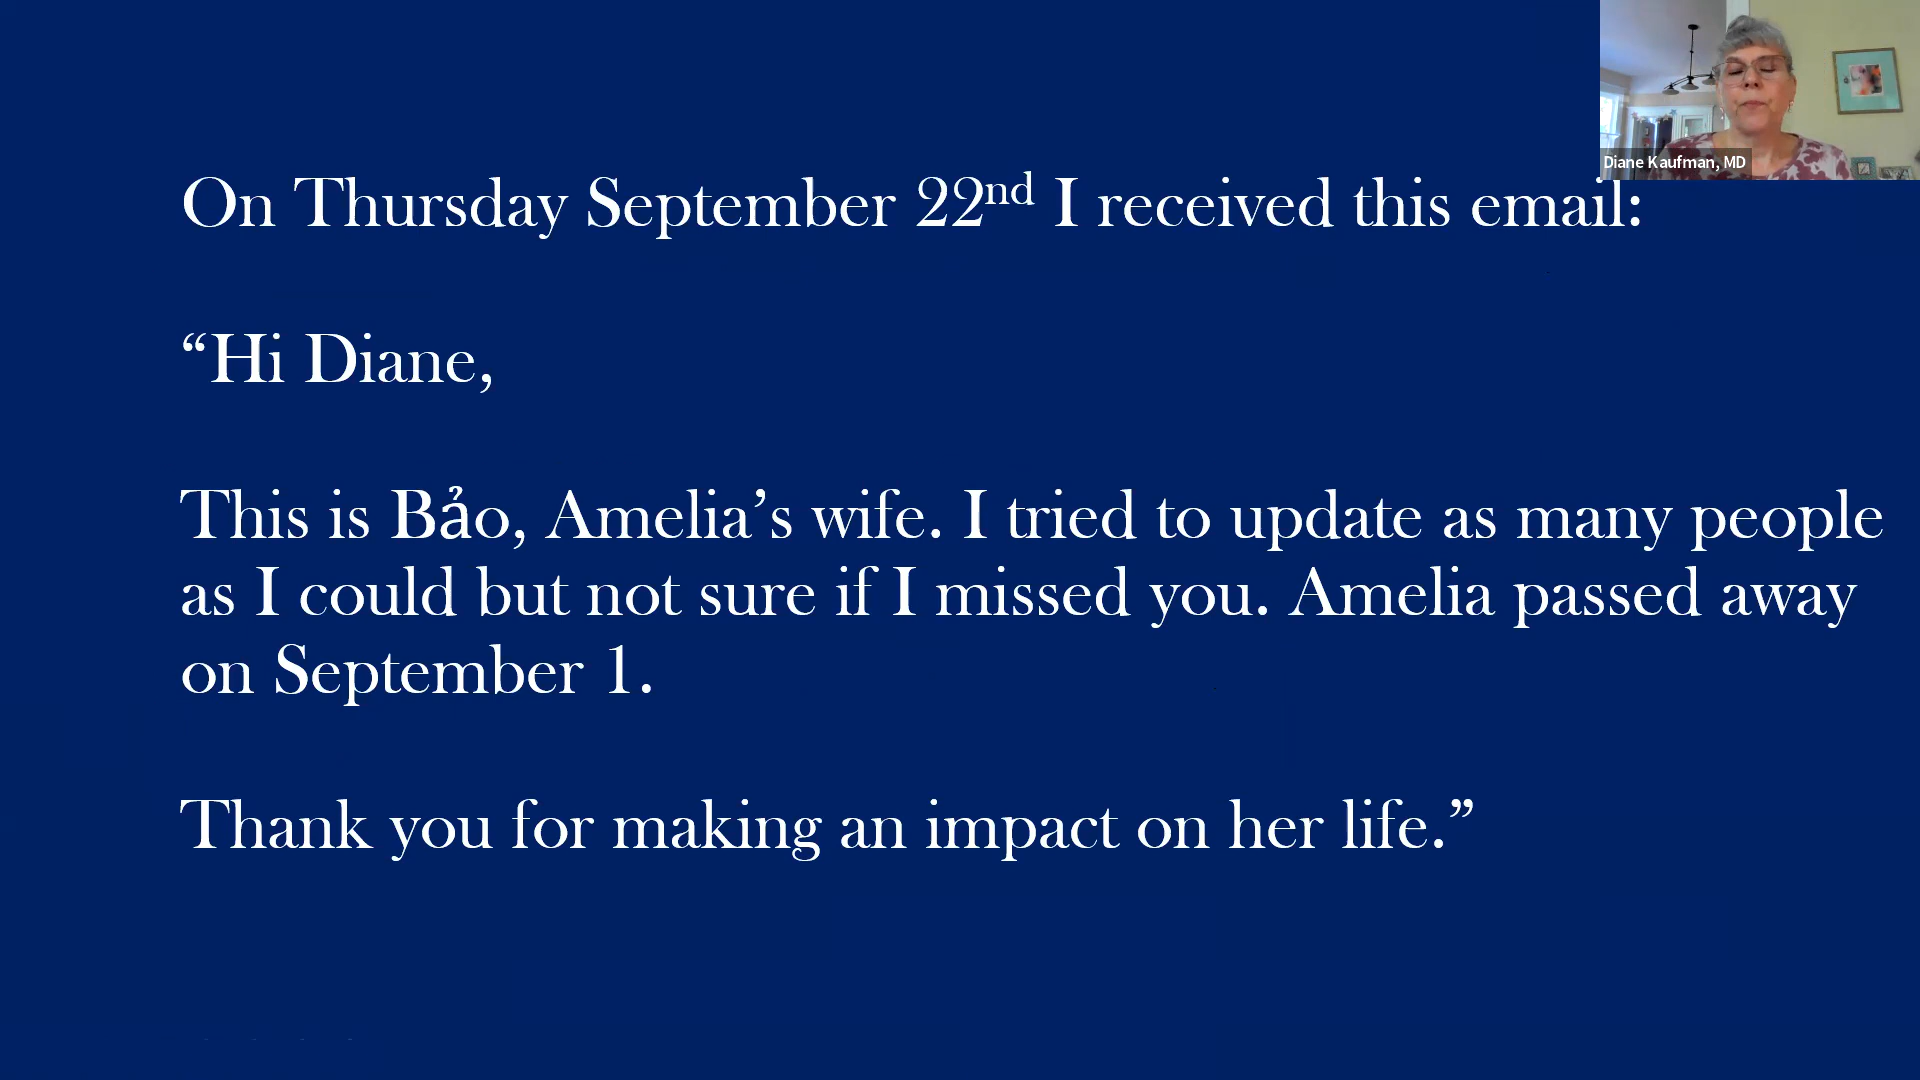 Diane Kaufman, MD
On Thursday September 22nd I received this email:
“Hi Diane,
This is Bảo, Amelia’s wife. I tried to update as many people
as I could but not sure if I missed you. Amelia passed away
on September 1.
Thank you for making an impact on her life.”